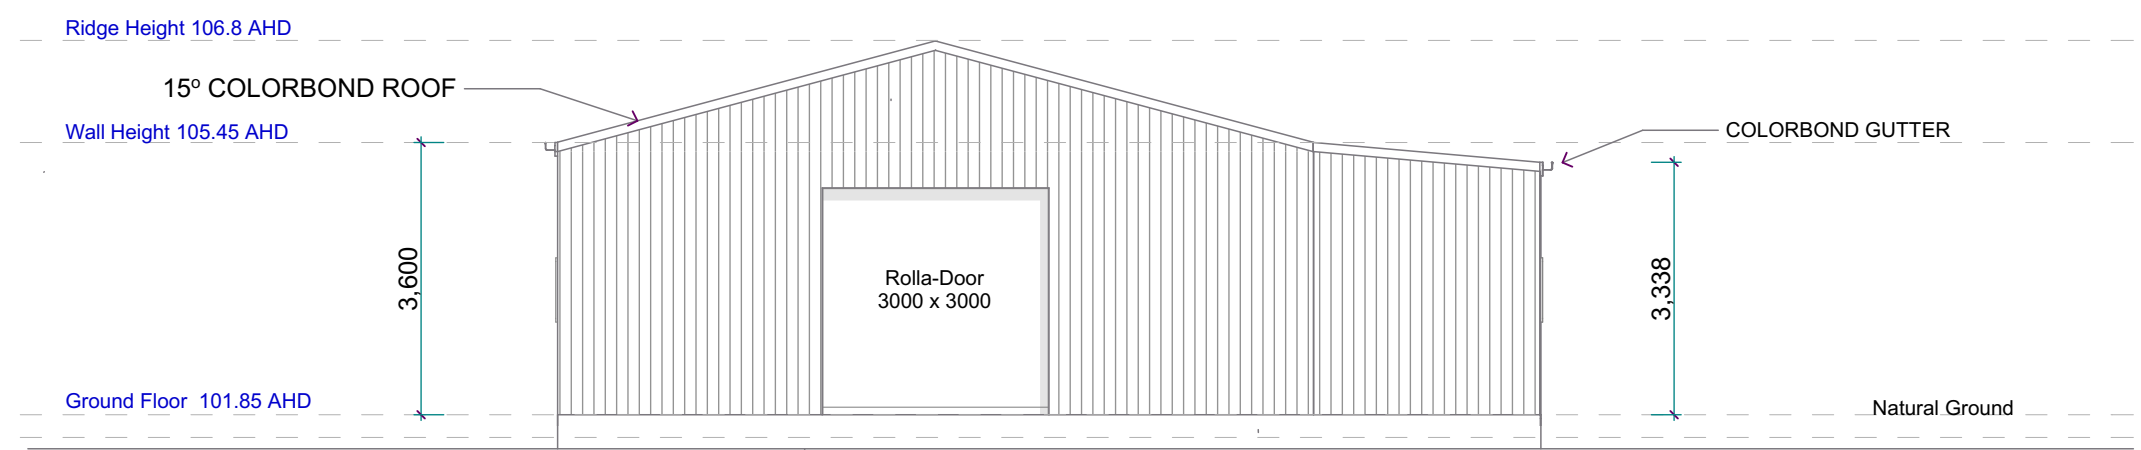 Ridge Height 106.8 AHD
15º COLORBOND ROOF
Wall Height 105.45 AHD
COLORBOND GUTTER
3,600
Rolla-Door
3000 x 3000
3,338
Ground Floor 101.85 AHD
Natural Ground